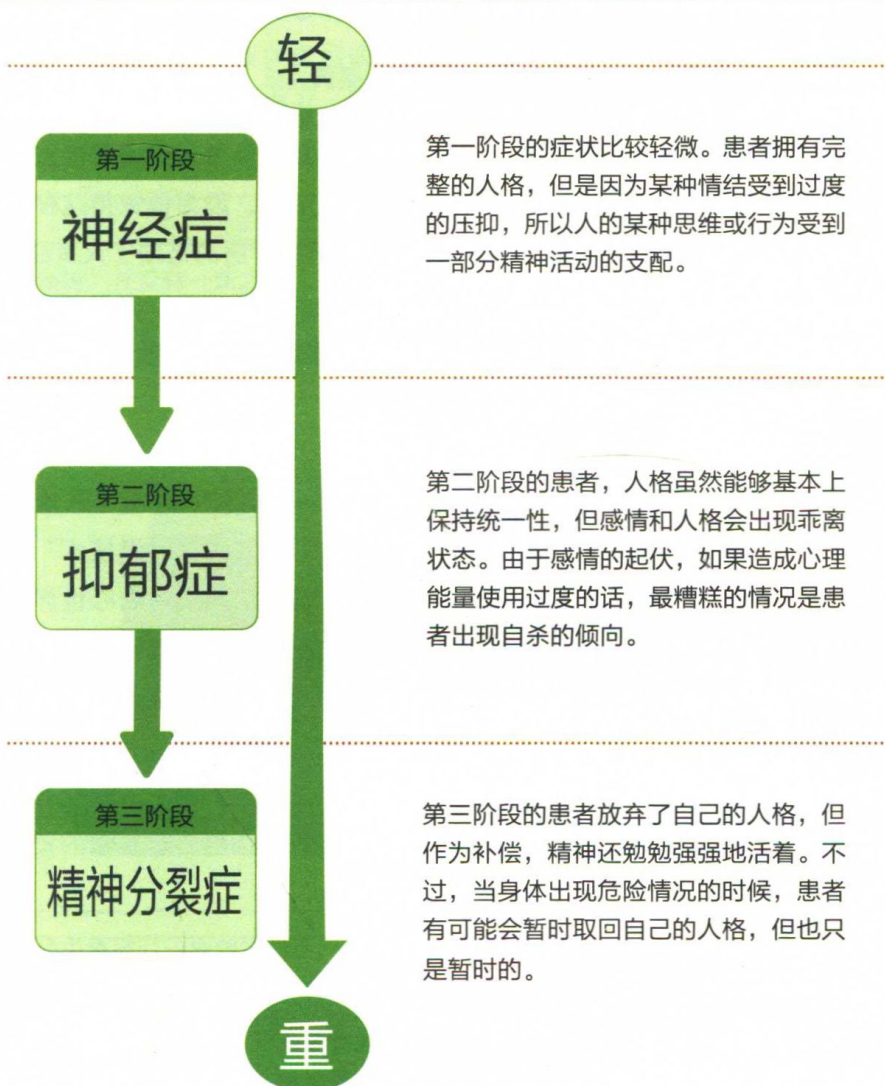 轻
第一阶段
神经症
第一阶段的症状比较轻微。患者拥有完
整的人格，但是因为某种情结受到过度
的压抑，所以人的某种思维或行为受到
一部分精神活动的支配。
第二阶段
抑郁症
第二阶段的患者，人格虽然能够基本上
保持统一性，但感情和人格会出现乖离
状态。由于感情的起伏，如果造成心理
能量使用过度的话，最糟糕的情况是患
者出现自杀的倾向。
第三阶段
精神分裂症
第三阶段的患者放弃了自己的人格，但
作为补偿，精神还勉勉强强地活着。不
过，当身体出现危险情况的时候，患者
有可能会暂时取回自己的人格，但也只
是暂时的。
重